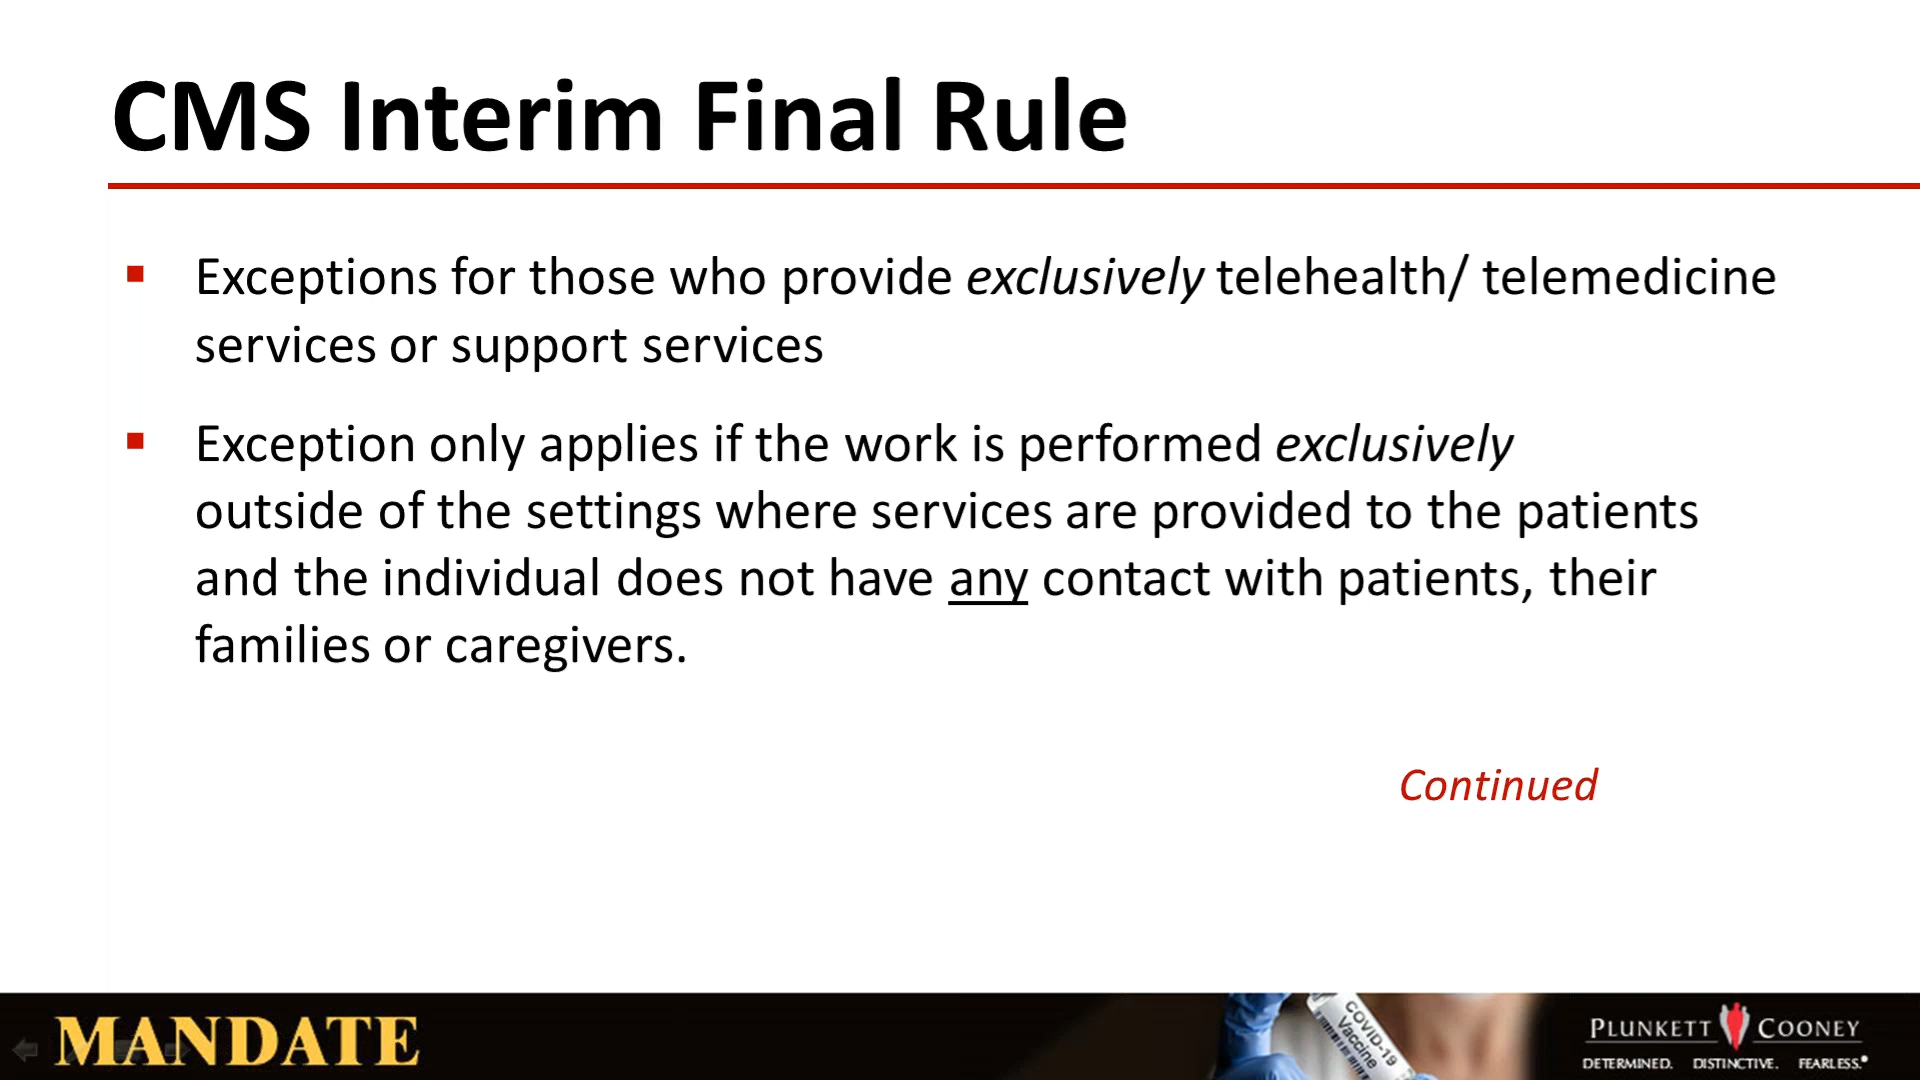 CMS Interim Final Rule
Exceptions for those who provide exclusively telehealth/ telemedicine
services or support services
Exception only applies if the work is performed exclusively
outside of the settings where services are provided to the patients
and the individual does not have any contact with patients, their
families or caregivers.
Continued
MANDATE
COVID-19
Vaccine
PLUNKETT COONEY
DETERMINED. DISTINCTIVE. FEARLESS.